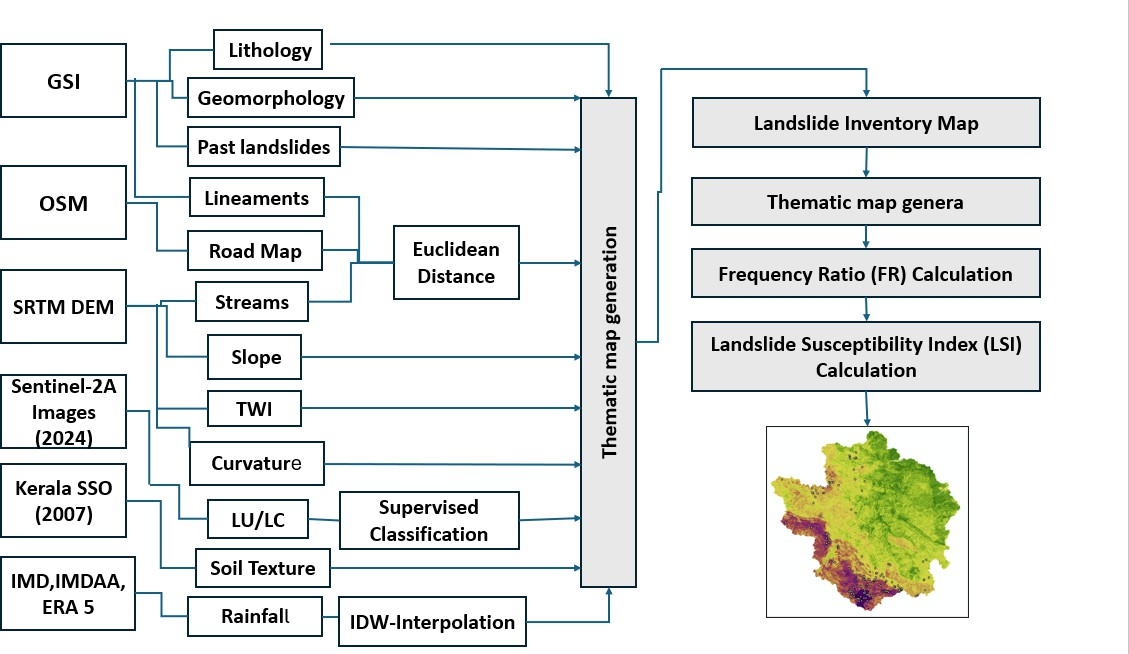 GSI
OSM
SRTM DEM
Sentinel-2A
Images
(2024)
Kerala SSO
(2007)
IMD,IMDAA,
ERA 5
Lithology
Geomorphology
Past landslides
Lineaments
Road Map
Streams
Slope
TWI
Curvature
LU/LC
Soil Texture
Rainfall
Euclidean
Distance
Supervised
Classification
IDW-Interpolation
Thematic map generation
Landslide Inventory Map
Thematic map genera
Frequency Ratio (FR) Calculation
Landslide Susceptibility Index (LSI)
Calculation